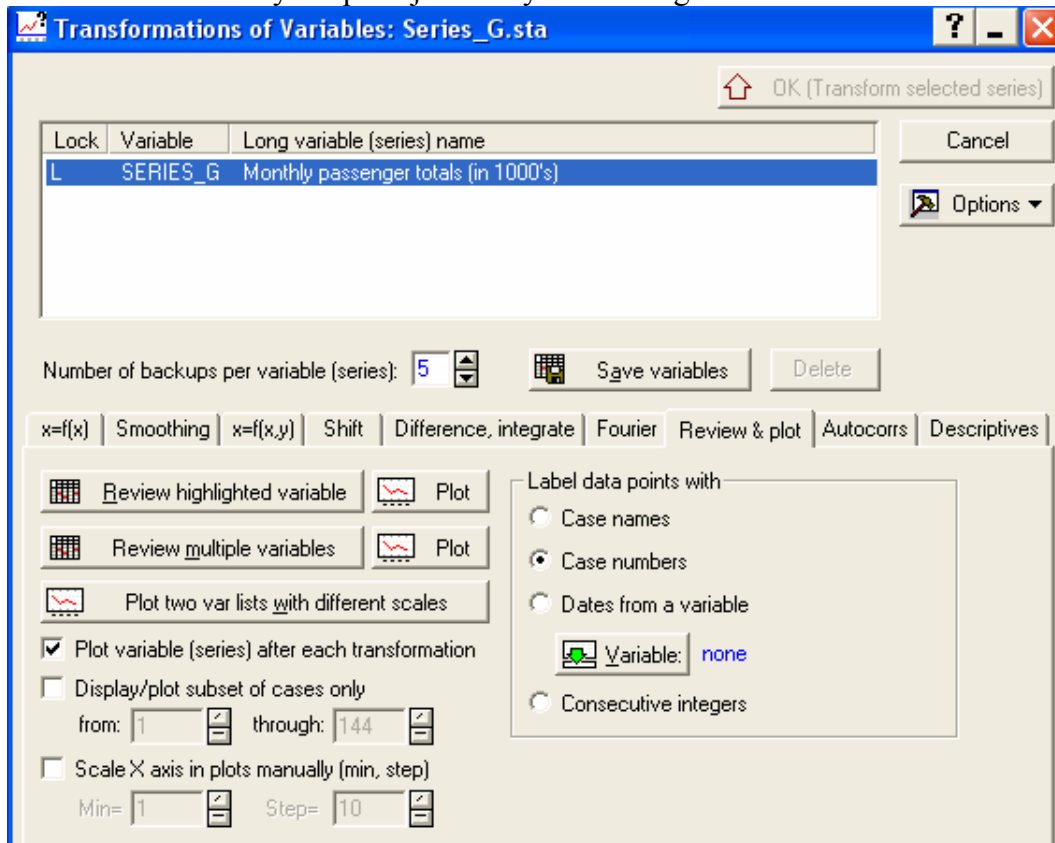 Transformations of Variables: Series_G.sta
OK (Transform selected series)
Lock Variable Long variable (series) name
L SERIES_G Monthly passenger totals (in 1000's)
Cancel
Options
Number of backups per variable (series): 5 Save variables Delete
x=f(x) Smoothing x=f(x,y) Shift Difference, integrate Fourier Review & plot Autocorrs Descriptives
Review highlighted variable Plot
Review multiple variables Plot
Plot two var lists with different scales
Plot variable (series) after each transformation
Display/plot subset of cases only
from: 1 through: 144
Scale X axis in plots manually (min, step)
Min= 1 Step= 10
Label data points with
Case names
Case numbers
Dates from a variable
Variable: none
Consecutive integers